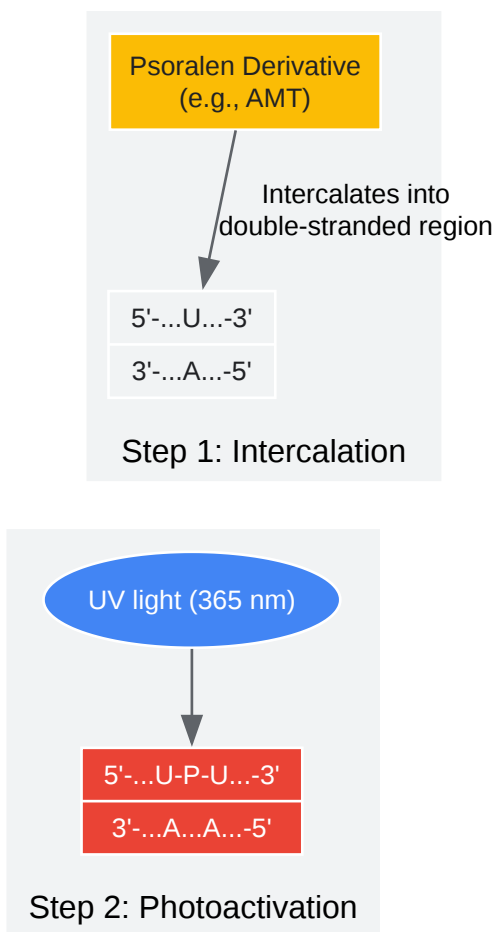 Psoralen Derivative
(e.g., AMT)
Intercalates into
double-stranded region
5'-...U...-3'
3'-...A...-5'
Step 1: Intercalation
UV light (365 nm)
5'-...U-P-U...-3'
3'-...A...A...-5'
Step 2: Photoactivation